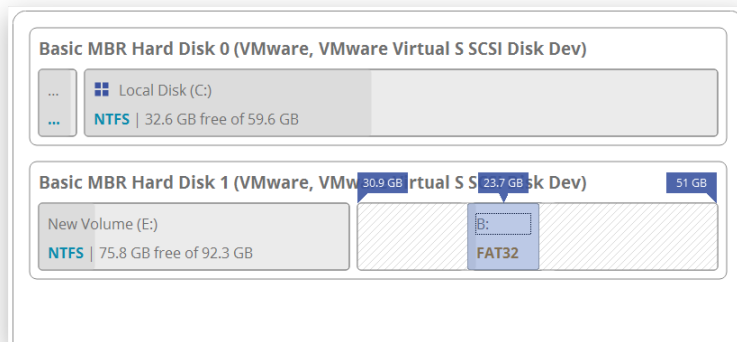 Basic MBR Hard Disk 0 (VMware, VMware Virtual S SCSI Disk Dev)
... Local Disk (C:)
... NTFS | 32.6 GB free of 59.6 GB
Basic MBR Hard Disk 1 (VMware, VMw rtual S S sk Dev)
30.9 GB 23.7 GB 51 GB
New Volume (E:) B:
NTFS | 75.8 GB free of 92.3 GB FAT32